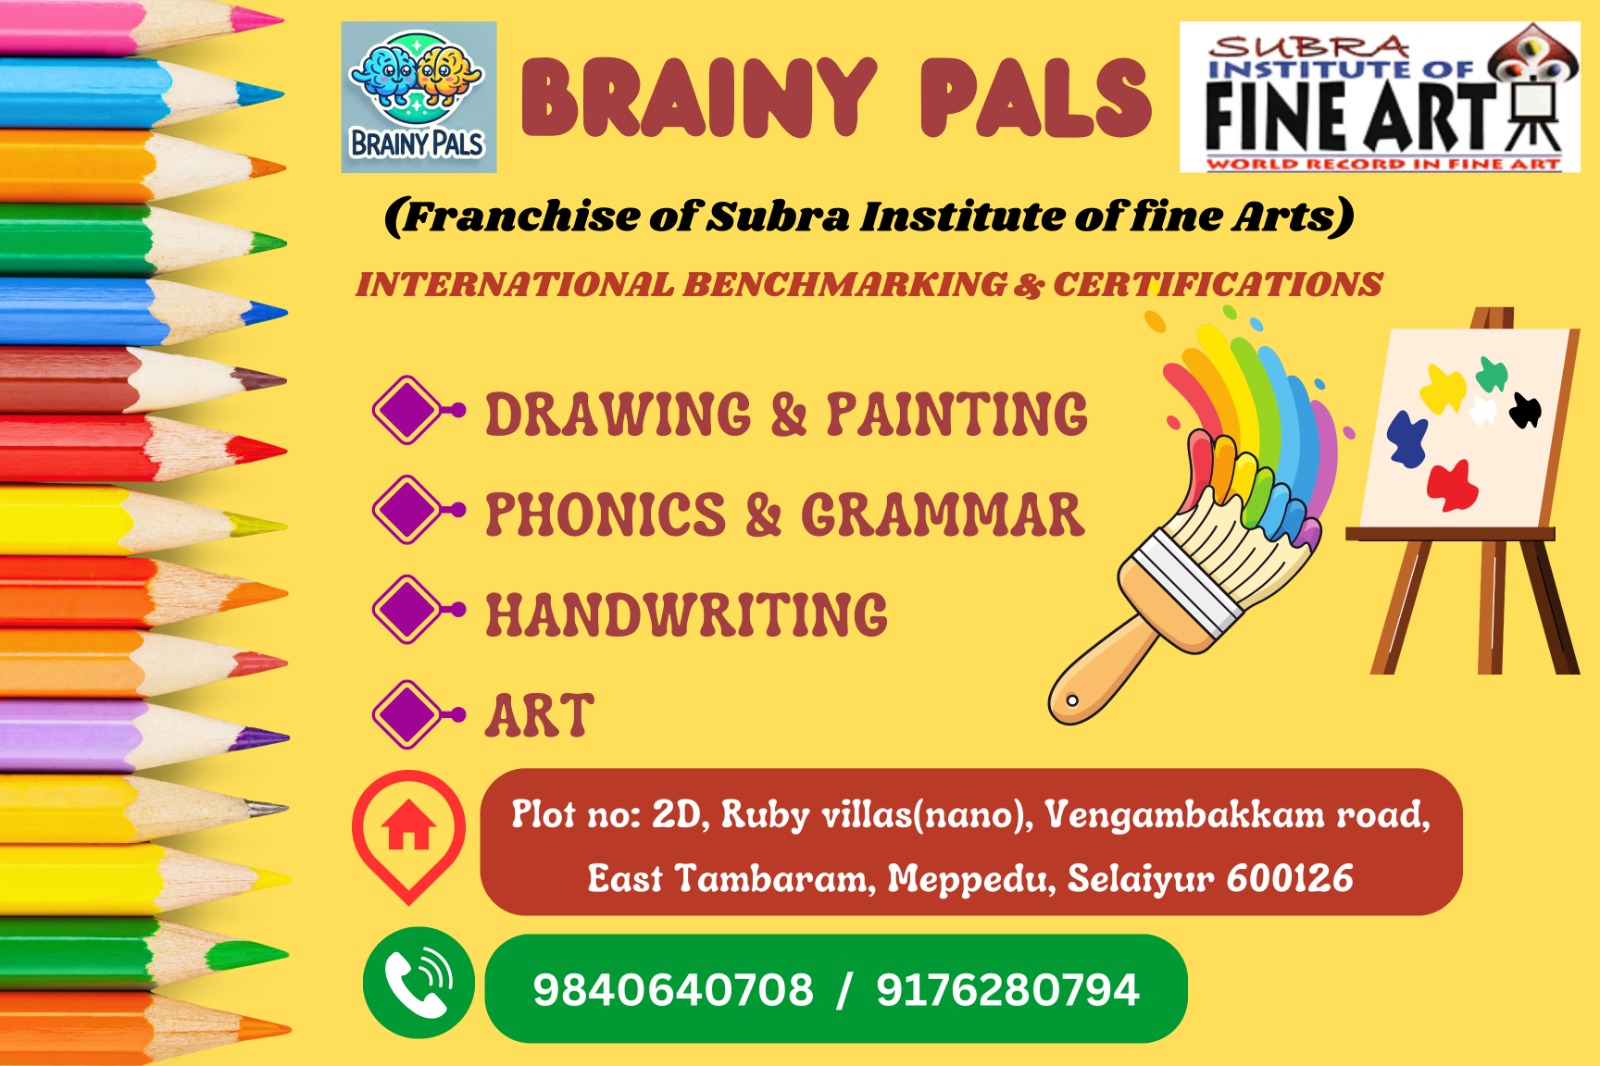 BRAINY PALS
BRAINY PALS
SUBRA
INSTITUTE OF
FINE ART
WORLD RECORD IN FINE ART
(Franchise of Subra Institute of fine Arts)
INTERNATIONAL BENCHMARKING & CERTIFICATIONS
DRAWING & PAINTING
PHONICS & GRAMMAR
HANDWRITING
ART
Plot no: 2D, Ruby villas(nano), Vengambakkam road,
East Tambaram, Meppedu, Selaiyur 600126
9840640708 / 9176280794